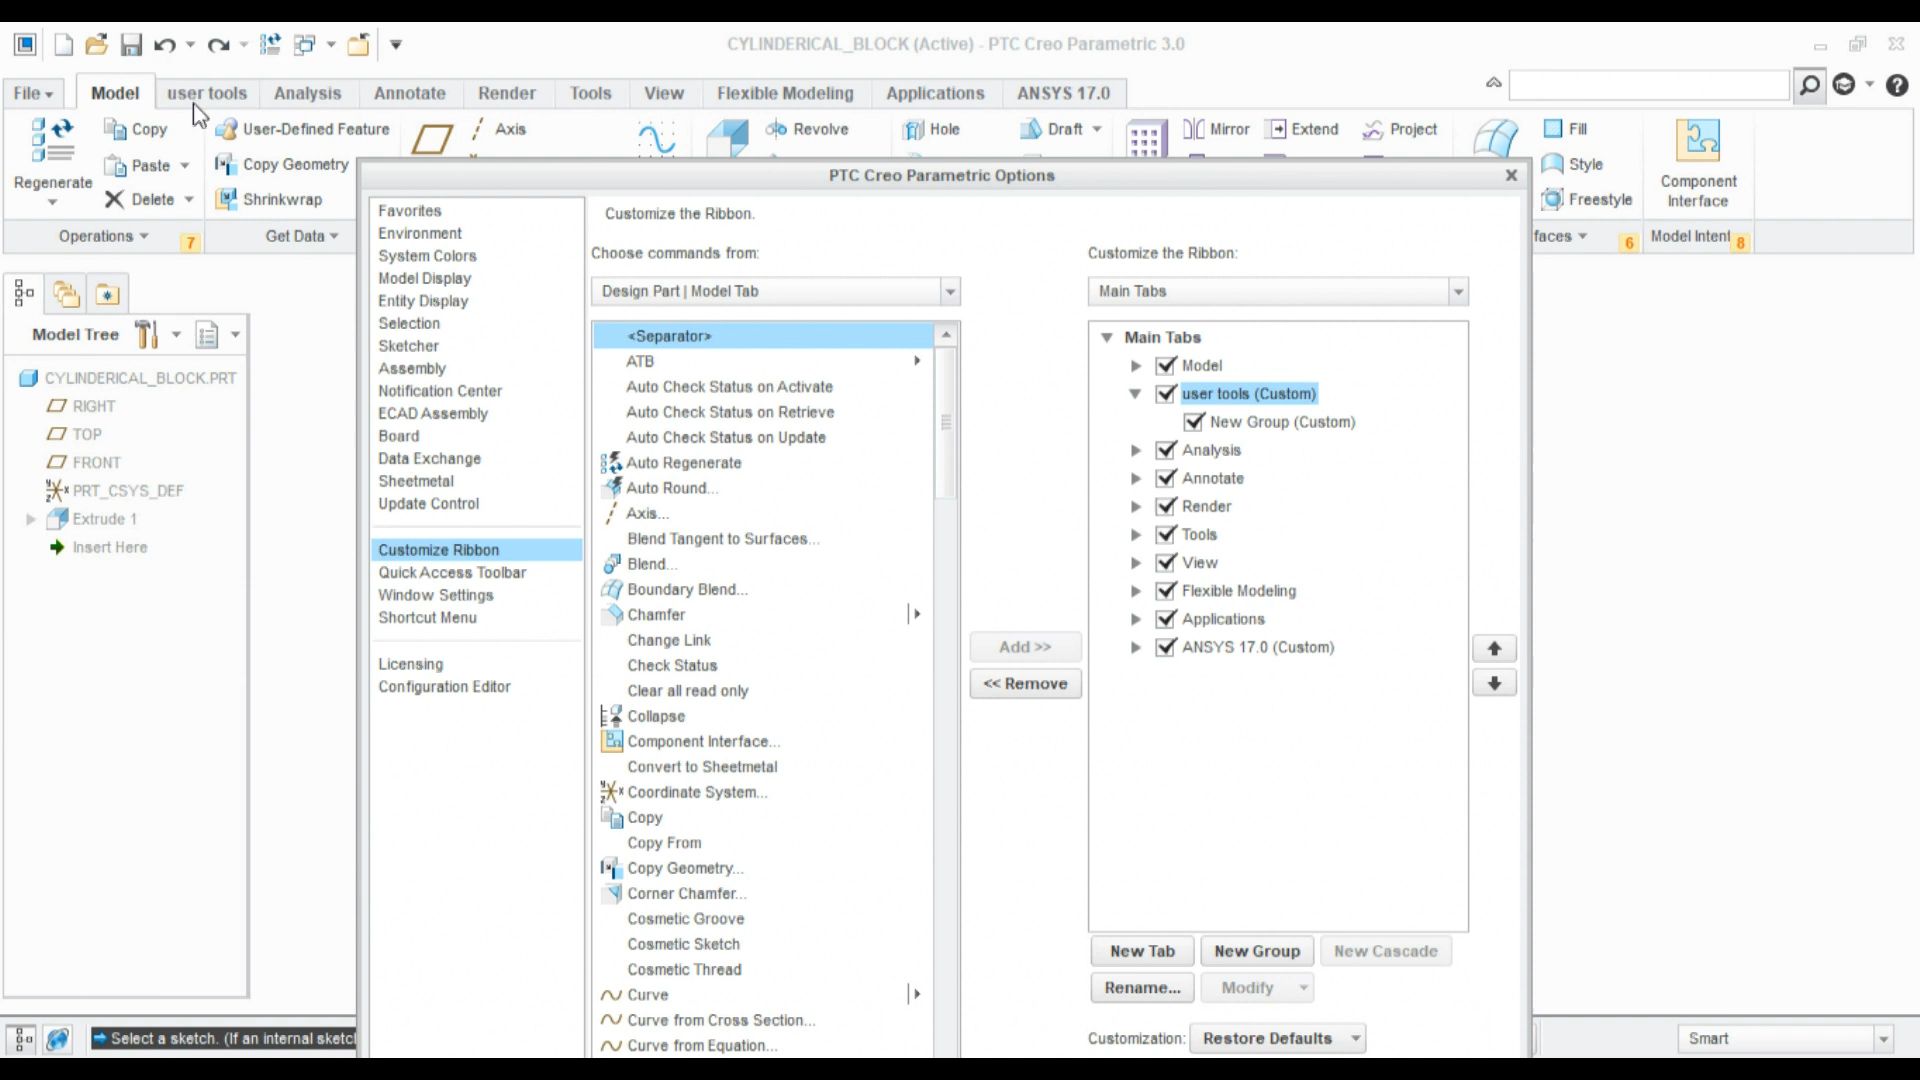 CYLINDERICAL_BLOCK (Active) - PTC Creo Parametric 3.0
File Model user tools Analysis Annotate Render Tools View Flexible Modeling Applications ANSYS 17.0
Regenerate
Copy
Paste
Delete
User-Defined Feature
Copy Geometry
Shrinkwrap
Axis
Revolve
Hole
Draft
Mirror
Extend
Project
Fill
Style
Freestyle
Component
Interface
Operations 7 Get Data
faces 6 Model Intent 8
Model Tree
CYLINDERICAL_BLOCK.PRT
RIGHT
TOP
FRONT
PRT_CSYS_DEF
Extrude 1
Insert Here
PTC Creo Parametric Options
Favorites
Environment
System Colors
Model Display
Entity Display
Selection
Sketcher
Assembly
Notification Center
ECAD Assembly
Board
Data Exchange
Sheetmetal
Update Control
Customize Ribbon
Quick Access Toolbar
Window Settings
Shortcut Menu
Licensing
Configuration Editor
Customize the Ribbon.
Choose commands from:
Design Part | Model Tab
<Separator>
ATB
Auto Check Status on Activate
Auto Check Status on Retrieve
Auto Check Status on Update
Auto Regenerate
Auto Round...
Axis...
Blend Tangent to Surfaces...
Blend...
Boundary Blend...
Chamfer
Change Link
Check Status
Clear all read only
Collapse
Component Interface...
Convert to Sheetmetal
Coordinate System...
Copy
Copy From
Copy Geometry...
Corner Chamfer...
Cosmetic Groove
Cosmetic Sketch
Cosmetic Thread
Curve
Curve from Cross Section...
Curve from Equation...
Add >>
<< Remove
Customize the Ribbon:
Main Tabs
Main Tabs
Model
user tools (Custom)
New Group (Custom)
Analysis
Annotate
Render
Tools
View
Flexible Modeling
Applications
ANSYS 17.0 (Custom)
New Tab New Group New Cascade
Rename... Modify
Customization: Restore Defaults
Select a sketch. (If an internal sketc
Smart